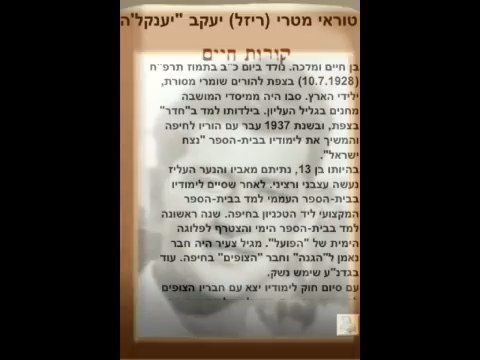 טוראי מטרי (ריזל) יעקב "יענקל'ה
קורות חיים
בן חיים ומלכה. נולד ביום כ״ב בתמוז תרפ״ח
(10.7.1928) בצפת להורים שומרי מסורת,
ילידי הארץ. סבו היה ממיסדי המושבה
מחנים בגליל העליון. בילדותו למד ב"חדר"
בצפת, ובשנת 1937 עבר עם הוריו לחיפה
והמשיך את לימודיו בבית-הספר "נצח
ישראל".
בהיותו בן 13, נתיתם מאביו והנער העליז
נעשה עצבני ורציני. לאחר שסיים לימודיו
בבית-הספר העממי למד בבית-הספר
המקצועי ליד הטכניון בחיפה. שנה ראשונה
למד בבית-הספר הימי והצטרף לפלוגה
הימית של "הפועל". מגיל צעיר היה חבר
נאמן ל"הגנה" וחבר "הצופים" בחיפה. עוד
בגדנ"ע שימש נשק.
עם סיום חוק לימודיו יצא עם חבריו הצופים